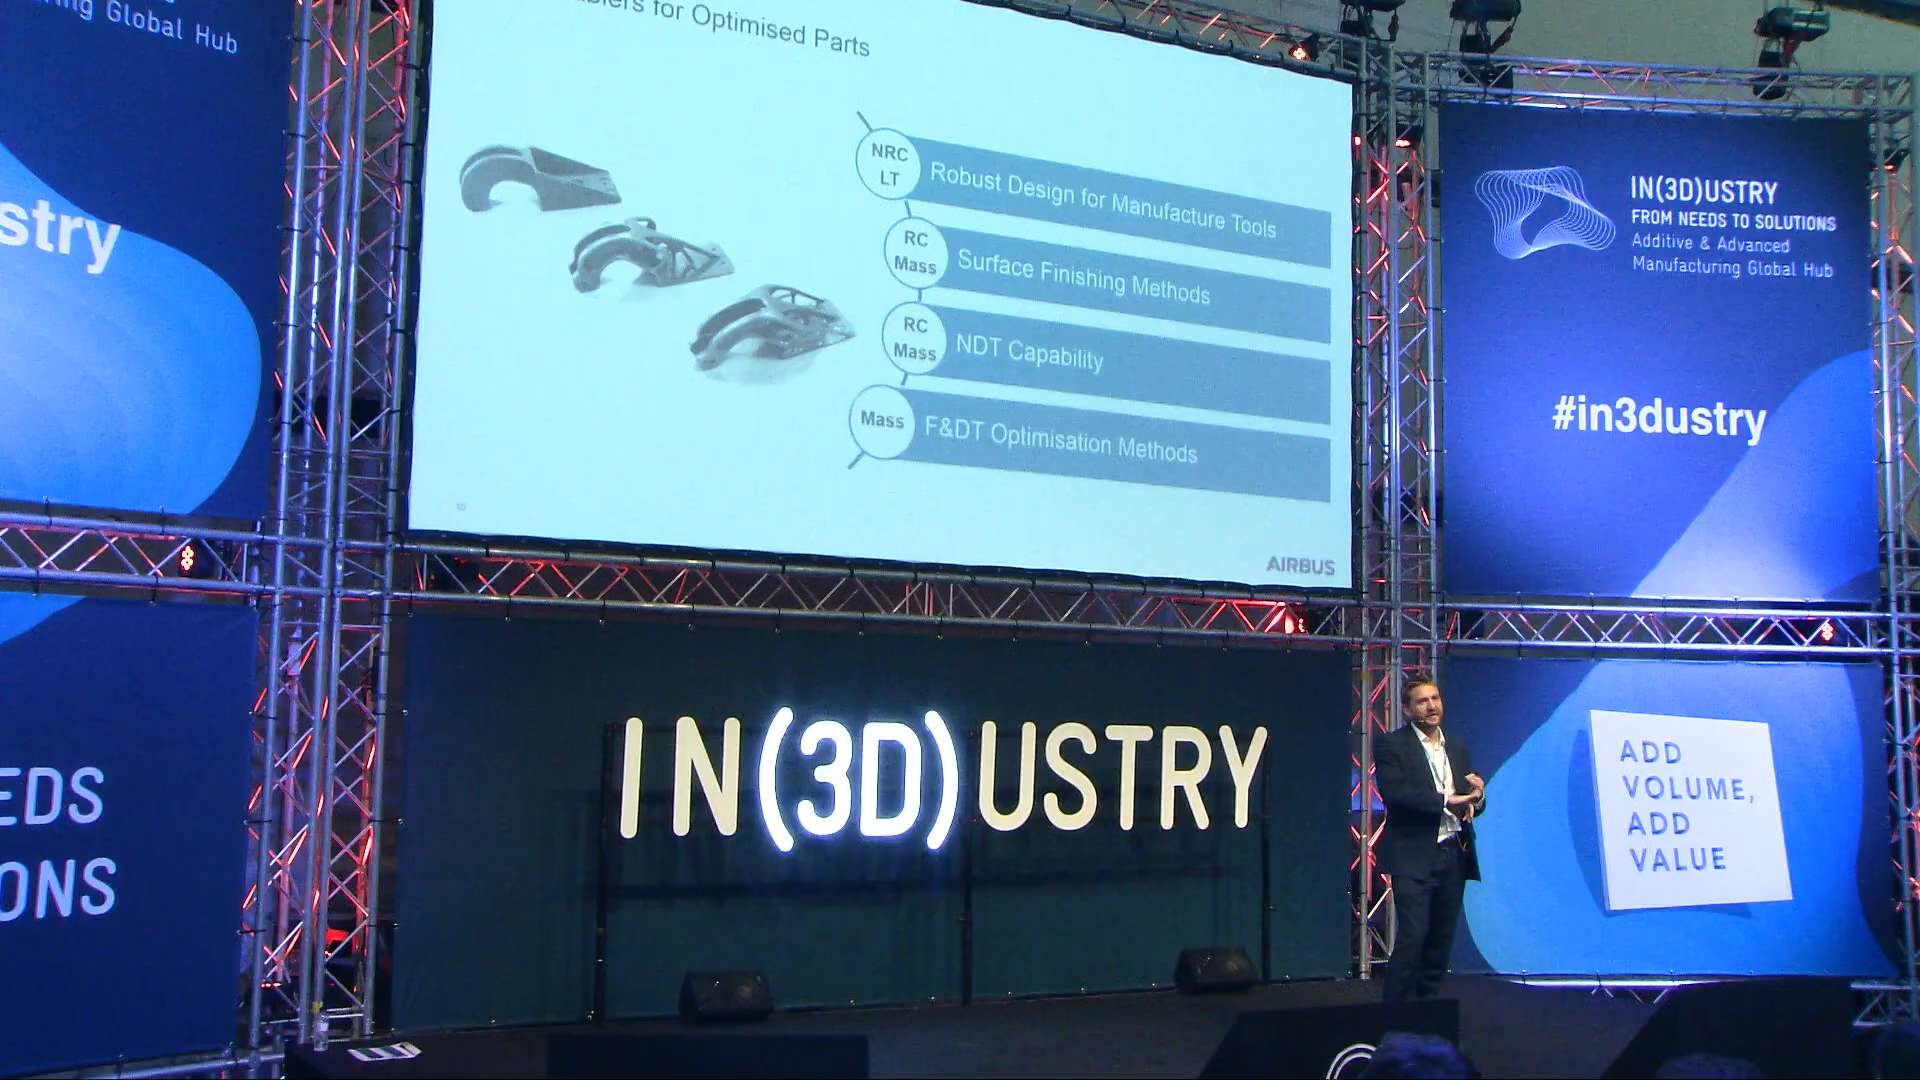 Global Hub
for Optimised Parts
NRC
LT
Robust Design for Manufacture Tools
RC
Mass
Surface Finishing Methods
RC
Mass
NDT Capability
Mass
F&DT Optimisation Methods
AIRBUS
stry
EDS
ONS
IN(3D)USTRY
IN(3D)USTRY
FROM NEEDS TO SOLUTIONS
Additive & Advanced
Manufacturing Global Hub
#in3dustry
ADD
VOLUME,
ADD
VALUE